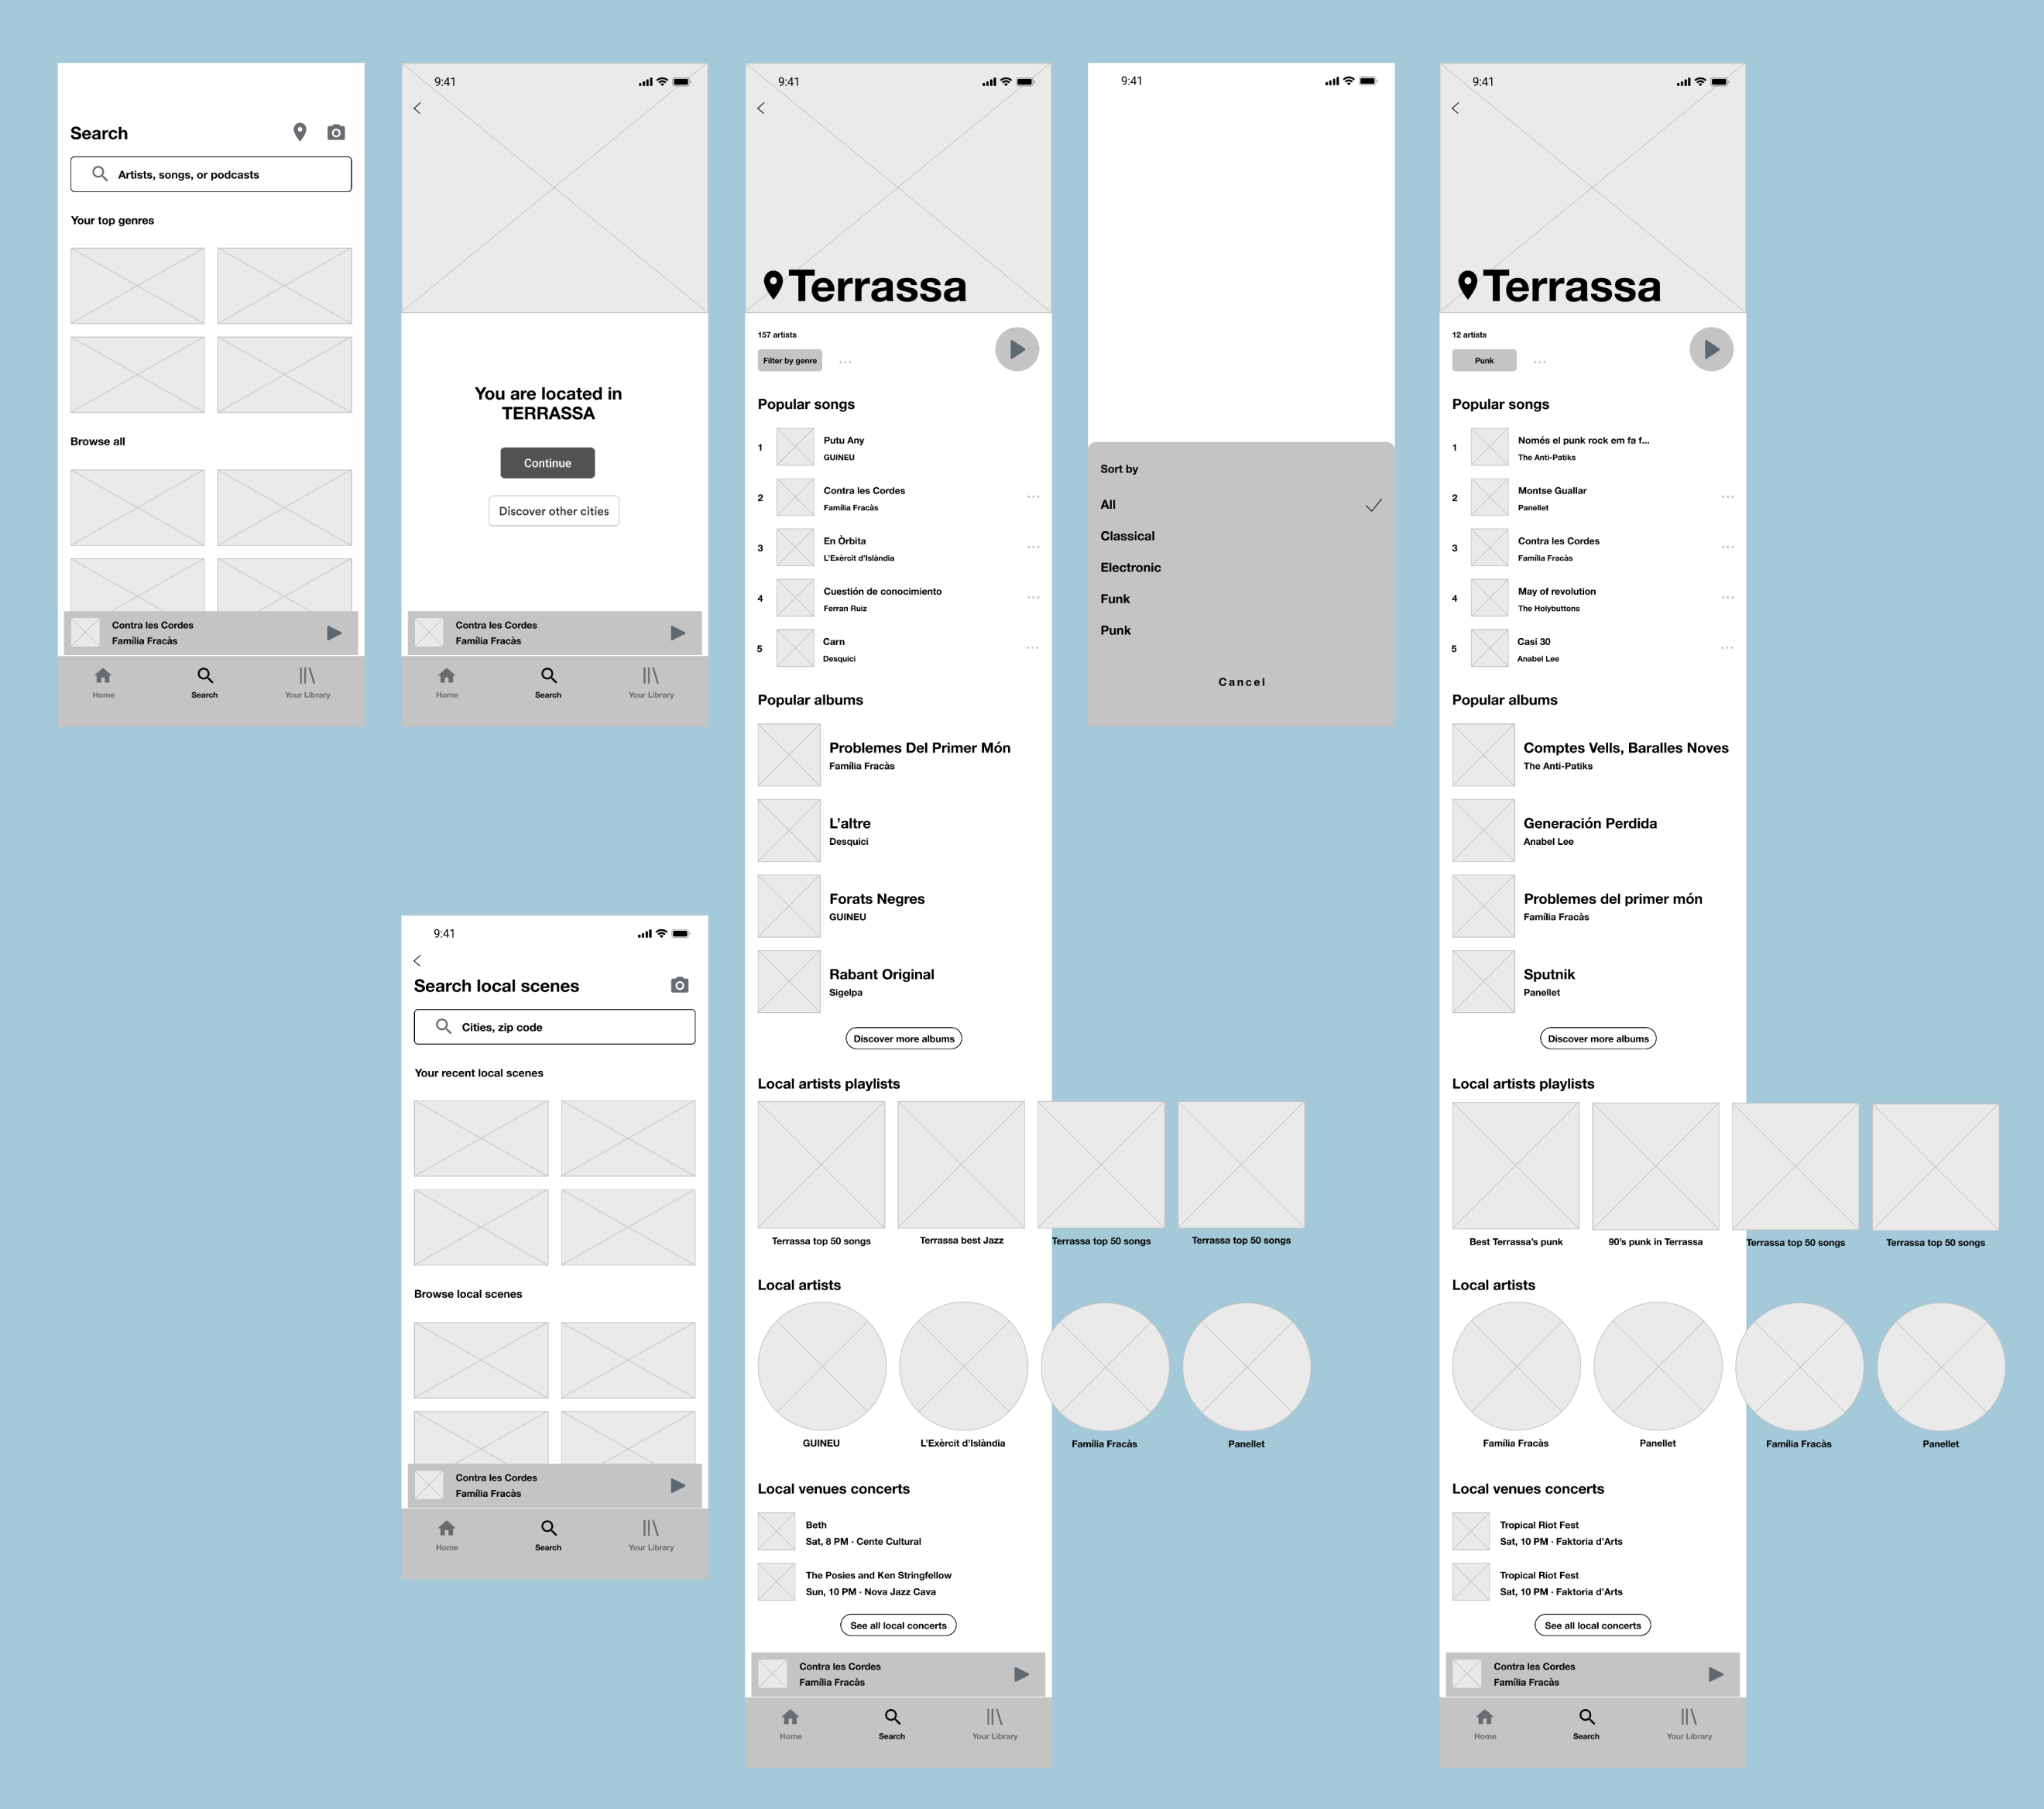 Search
Artists, songs, or podcasts
Your top genres
Browse all
Contra les Cordes
Família Fracàs
Home
Search
Your Library
9:41
You are located in
TERRASSA
Continue
Discover other cities
Contra les Cordes
Família Fracàs
Home
Search
Your Library
9:41
Search local scenes
Cities, zip code
Your recent local scenes
Browse local scenes
Contra les Cordes
Família Fracàs
Home
Search
Your Library
9:41
Terrassa
157 artists
Filter by genre
Popular songs
1
Putu Any
GUINEU
2
Contra les Cordes
Família Fracàs
3
En Òrbita
L'Exèrcit d'Islàndia
4
Cuestión de conocimiento
Ferran Ruiz
5
Carn
Desquici
Popular albums
Problemes Del Primer Món
Família Fracàs
L'altre
Desquici
Forats Negres
GUINEU
Rabant Original
Sigelpa
Discover more albums
Local artists playlists
Terrassa top 50 songs
Terrassa best Jazz
Terrassa top 50 songs
Terrassa top 50 songs
Local artists
GUINEU
L'Exèrcit d'Islàndia
Família Fracàs
Panellet
Local venues concerts
Beth
Sat, 8 PM · Cente Cultural
The Posies and Ken Stringfellow
Sun, 10 PM · Nova Jazz Cava
See all local concerts
Contra les Cordes
Família Fracàs
Home
Search
Your Library
9:41
Sort by
All
Classical
Electronic
Funk
Punk
Cancel
9:41
Terrassa
12 artists
Punk
Popular songs
1
Només el punk rock em fa f...
The Anti-Patiks
2
Montse Guallar
Panellet
3
Contra les Cordes
Família Fracàs
4
May of revolution
The Holybuttons
5
Casi 30
Anabel Lee
Popular albums
Comptes Vells, Baralles Noves
The Anti-Patiks
Generación Perdida
Anabel Lee
Problemes del primer món
Família Fracàs
Sputnik
Panellet
Discover more albums
Local artists playlists
Best Terrassa's punk
90's punk in Terrassa
Terrassa top 50 songs
Terrassa top 50 songs
Local artists
Família Fracàs
Panellet
Família Fracàs
Panellet
Local venues concerts
Tropical Riot Fest
Sat, 10 PM · Faktoria d'Arts
Tropical Riot Fest
Sat, 10 PM · Faktoria d'Arts
See all local concerts
Contra les Cordes
Família Fracàs
Home
Search
Your Library